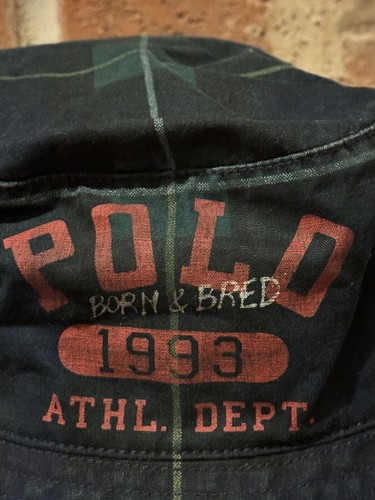 POLO
BORN & BRED
1993
ATHL. DEPT.